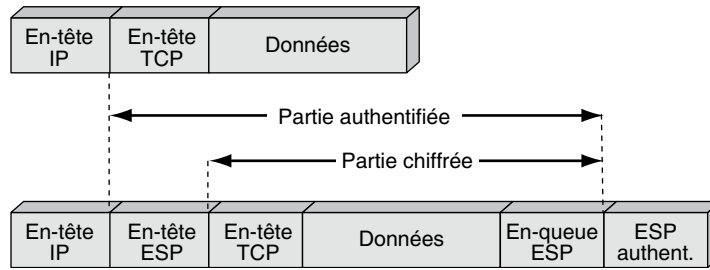 En-tête IP
En-tête TCP
Données
Partie authentifiée
Partie chiffrée
En-tête IP
En-tête ESP
En-tête TCP
Données
En-queue ESP
ESP authent.